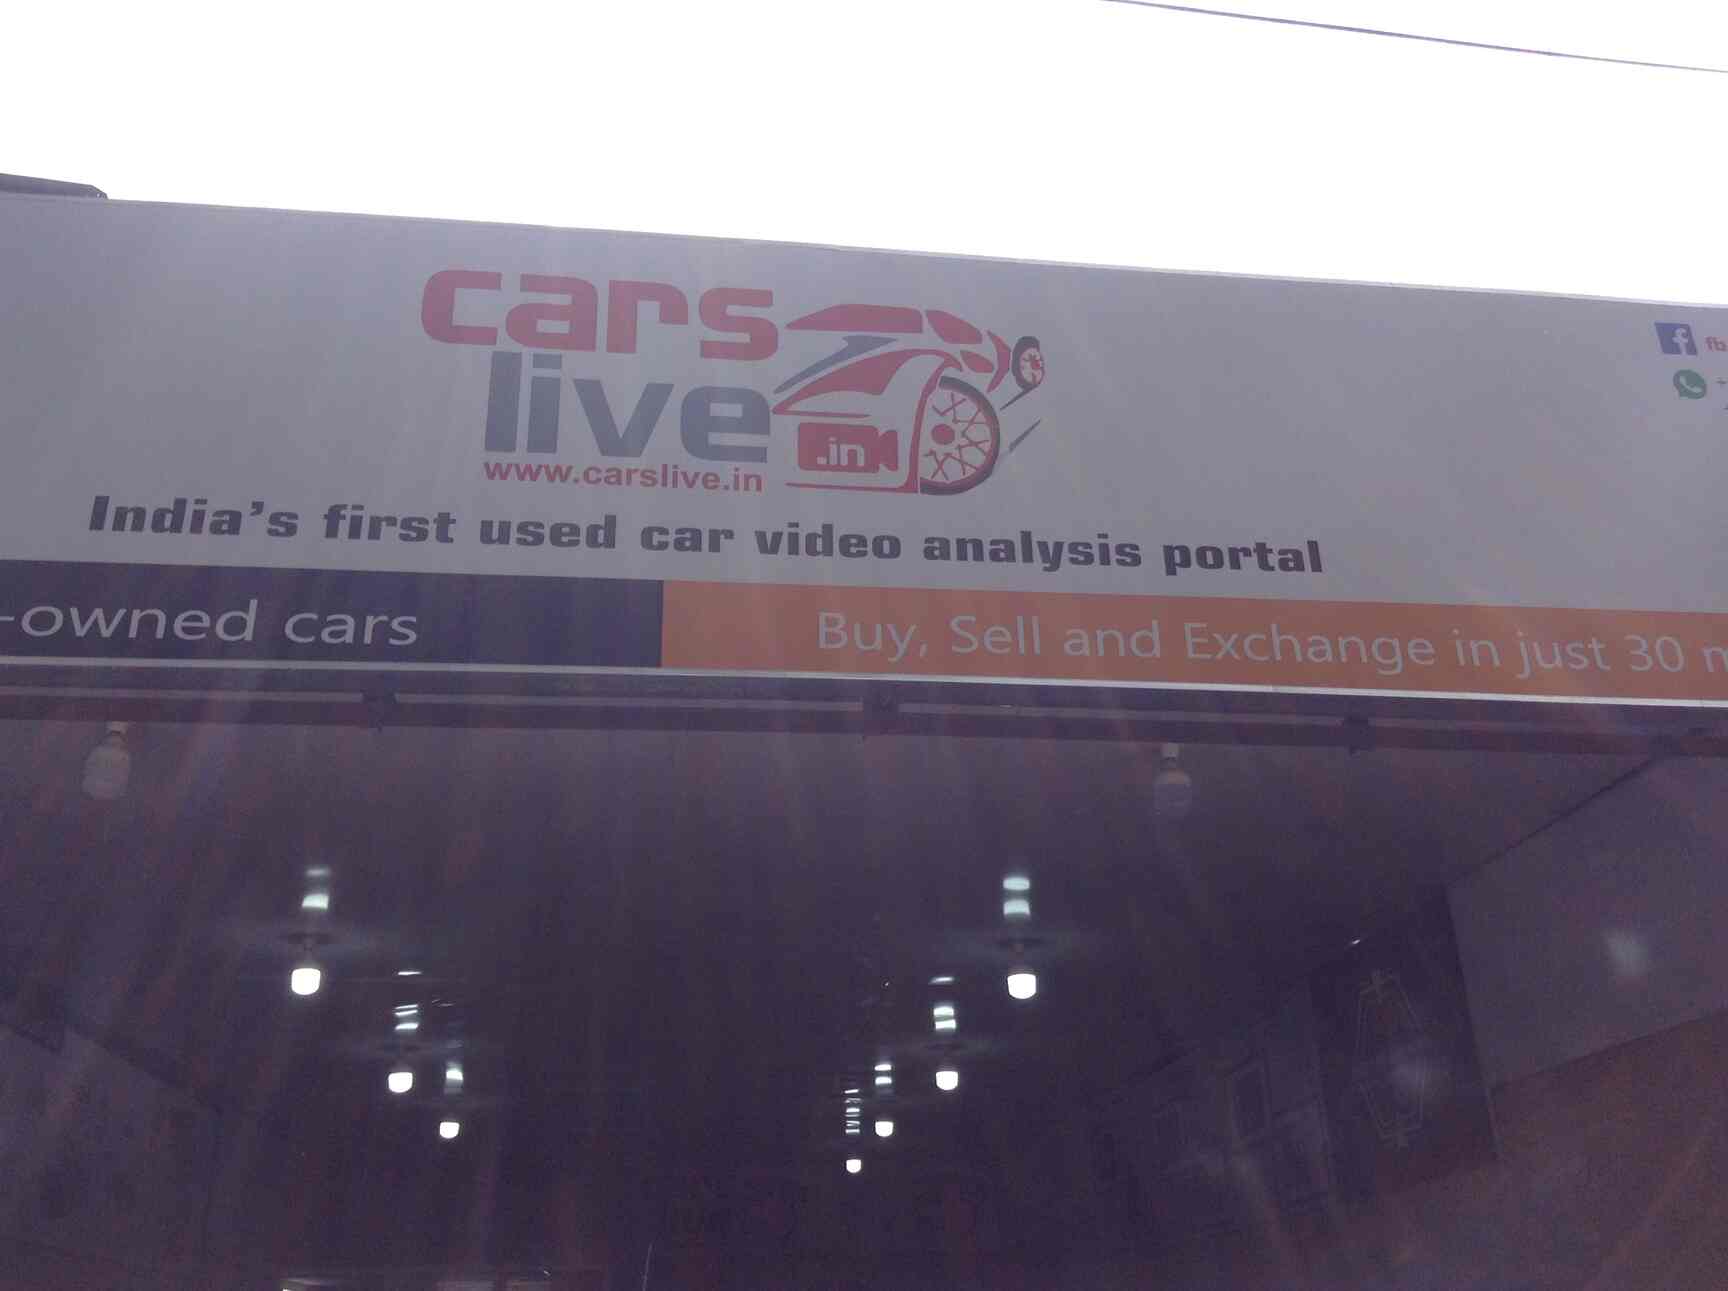 cars
live
.in
www.carslive.in
India's first used car video analysis portal
fb
-owned cars
Buy, Sell and Exchange in just 30